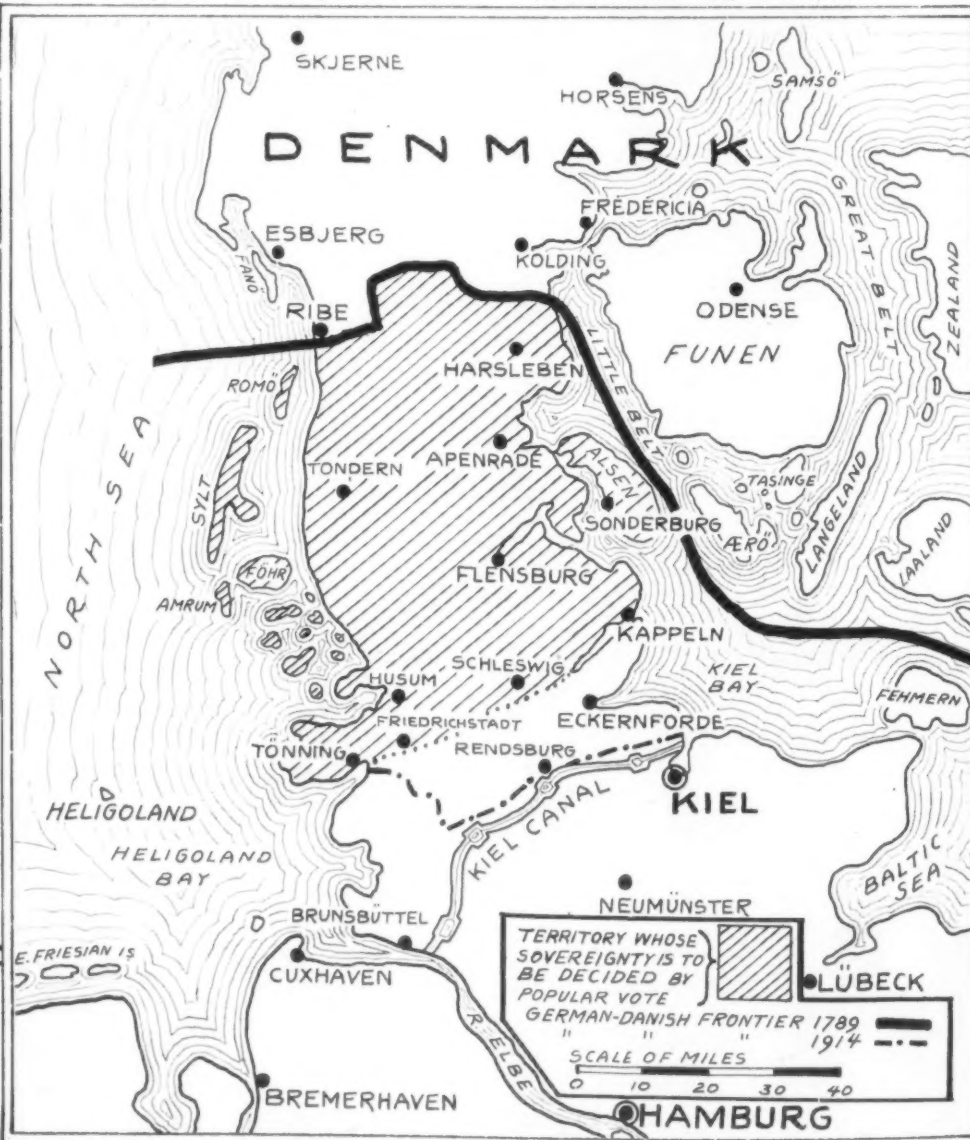 SKJERNE
SAMSÖ
HORSENS
DENMARK
GREAT-BELT
FREDERICIA
ESBJERG
KOLDING
FANÖ
ZEALAND
ODENSE
RIBE
LITTLE BELT
FUNEN
HARSLEBEN
ROMÖ
NORTH SEA
APENRADE
ALSEN
TONDERN
TASINGE
SYLT
SONDERBURG
LANGELAND
ÆRÖ
LAALAND
FLENSBURG
FÖHR
AMRUM
KAPPELN
SCHLESWIG
KIEL
BAY
HUSUM
FEHMERN
ECKERNFORDE
FRIEDRICHSTADT
TÖNNING
RENDSBURG
KIEL
HELIGOLAND
KIEL CANAL
HELIGOLAND
BAY
BALTIC
SEA
NEUMÜNSTER
BRUNSBÜTTEL
E. FRIESIAN IS
CUXHAVEN
TERRITORY WHOSE
SOVEREIGNTY IS TO
BE DECIDED BY
POPULAR VOTE
LÜBECK
GERMAN-DANISH FRONTIER 1789
" " " 1914
R. ELBE
SCALE OF MILES
0 10 20 30 40
BREMERHAVEN
HAMBURG